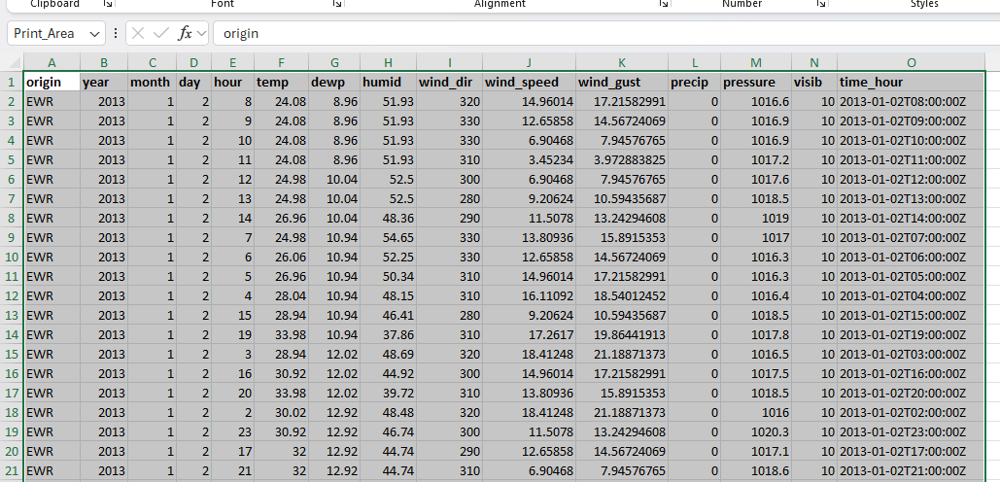 Clipboard Font Alignment Number Styles
Print_Area fx origin
A B C D E F G H I J K L M N O
1 origin year month day hour temp dewp humid wind_dir wind_speed wind_gust precip pressure visib time_hour
2 EWR 2013 1 2 8 24.08 8.96 51.93 320 14.96014 17.21582991 0 1016.6 10 2013-01-02T08:00:00Z
3 EWR 2013 1 2 9 24.08 8.96 51.93 330 12.65858 14.56724069 0 1016.9 10 2013-01-02T09:00:00Z
4 EWR 2013 1 2 10 24.08 8.96 51.93 330 6.90468 7.94576765 0 1016.9 10 2013-01-02T10:00:00Z
5 EWR 2013 1 2 11 24.08 8.96 51.93 310 3.45234 3.972883825 0 1017.2 10 2013-01-02T11:00:00Z
6 EWR 2013 1 2 12 24.98 10.04 52.5 300 6.90468 7.94576765 0 1017.6 10 2013-01-02T12:00:00Z
7 EWR 2013 1 2 13 24.98 10.04 52.5 280 9.20624 10.59435687 0 1018.5 10 2013-01-02T13:00:00Z
8 EWR 2013 1 2 14 26.96 10.04 48.36 290 11.5078 13.24294608 0 1019 10 2013-01-02T14:00:00Z
9 EWR 2013 1 2 7 24.98 10.94 54.65 330 13.80936 15.8915353 0 1017 10 2013-01-02T07:00:00Z
10 EWR 2013 1 2 6 26.06 10.94 52.25 330 12.65858 14.56724069 0 1016.3 10 2013-01-02T06:00:00Z
11 EWR 2013 1 2 5 26.96 10.94 50.34 310 14.96014 17.21582991 0 1016.3 10 2013-01-02T05:00:00Z
12 EWR 2013 1 2 4 28.04 10.94 48.15 310 16.11092 18.54012452 0 1016.4 10 2013-01-02T04:00:00Z
13 EWR 2013 1 2 15 28.94 10.94 46.41 280 9.20624 10.59435687 0 1018.5 10 2013-01-02T15:00:00Z
14 EWR 2013 1 2 19 33.98 10.94 37.86 310 17.2617 19.86441913 0 1017.8 10 2013-01-02T19:00:00Z
15 EWR 2013 1 2 3 28.94 12.02 48.69 320 18.41248 21.18871373 0 1016.5 10 2013-01-02T03:00:00Z
16 EWR 2013 1 2 16 30.92 12.02 44.92 300 14.96014 17.21582991 0 1017.5 10 2013-01-02T16:00:00Z
17 EWR 2013 1 2 20 33.98 12.02 39.72 310 13.80936 15.8915353 0 1018.5 10 2013-01-02T20:00:00Z
18 EWR 2013 1 2 2 30.02 12.92 48.48 320 18.41248 21.18871373 0 1016 10 2013-01-02T02:00:00Z
19 EWR 2013 1 2 23 30.92 12.92 46.74 300 11.5078 13.24294608 0 1020.3 10 2013-01-02T23:00:00Z
20 EWR 2013 1 2 17 32 12.92 44.74 290 12.65858 14.56724069 0 1017.1 10 2013-01-02T17:00:00Z
21 EWR 2013 1 2 21 32 12.92 44.74 310 6.90468 7.94576765 0 1018.6 10 2013-01-02T21:00:00Z